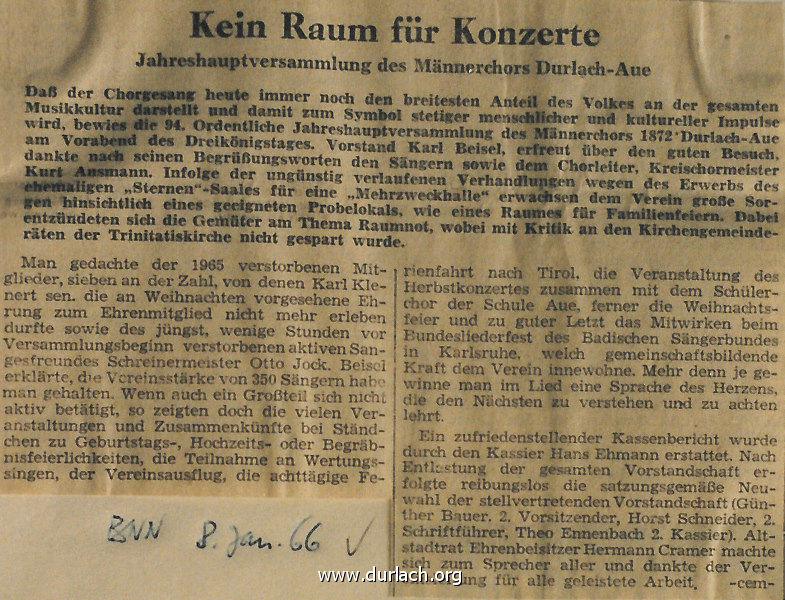 Kein Raum für Konzerte
Jahreshauptversammlung des Männerchors Durlach-Aue
Daß der Chorgesang heute immer noch den breitesten Anteil des Volkes an der gesamten
Musikkultur darstellt und damit zum Symbol stetiger menschlicher und kultureller Impulse
wird, bewies die 94. Ordentliche Jahreshauptversammlung des Männerchors 1872 Durlach-Aue
am Vorabend des Dreikönigstages. Vorstand Karl Beisel, erfreut über den guten Besuch,
dankte nach seinen Begrüßungsworten den Sängern sowie dem Chorleiter, Kreischormeister
Kurt Ansmann. Infolge der ungünstig verlaufenen Verhandlungen wegen des Erwerbs des
ehemaligen „Sternen“-Saales für eine „Mehrzweckhalle“ erwachsen dem Verein große Sor-
gen hinsichtlich eines geeigneten Probelokals, wie eines Raumes für Familienfeiern. Dabei
entzündeten sich die Gemüter am Thema Raumnot, wobei mit Kritik an den Kirchengemeinde-
räten der Trinitatiskirche nicht gespart wurde.
Man gedachte der 1965 verstorbenen Mit-
glieder, sieben an der Zahl, von denen Karl Kle-
nert sen. die an Weihnachten vorgesehene Eh-
rung zum Ehrenmitglied nicht mehr erleben
durfte sowie des jüngst, wenige Stunden vor
Versammlungsbeginn verstorbenen aktiven San-
gesfreundes Schreinermeister Otto Jock. Beisel
erklärte, die Vereinsstärke von 350 Sängern habe
man gehalten. Wenn auch ein Großteil sich nicht
aktiv betätigt, so zeigten doch die vielen Ver-
anstaltungen und Zusammenkünfte bei Ständ-
chen zu Geburtstags-, Hochzeits- oder Begräb-
nisfeierlichkeiten, die Teilnahme an Wertungs-
singen, der Vereinsausflug, die achttägige Fe-
rienfahrt nach Tirol, die Veranstaltung des
Herbstkonzertes zusammen mit dem Schüler-
chor der Schule Aue, ferner die Weihnachts-
feier und zu guter Letzt das Mitwirken beim
Bundesliederfest des Badischen Sängerbundes
in Karlsruhe, welch gemeinschaftsbildende
Kraft dem Verein innewohne. Mehr denn je ge-
winne man im Lied eine Sprache des Herzens,
die den Nächsten zu verstehen und zu achten
lehrt.
Ein zufriedenstellender Kassenbericht wurde
durch den Kassier Hans Ehmann erstattet. Nach
Entlastung der gesamten Vorstandschaft er-
folgte reibungslos die satzungsgemäße Neu-
wahl der stellvertretenden Vorstandschaft (Gün-
ther Bauer, 2. Vorsitzender, Horst Schneider, 2.
Schriftführer, Theo Ennenbach 2. Kassier). Alt-
stadtrat Ehrenbeisitzer Hermann Cramer machte
sich zum Sprecher aller und dankte der Ver-
ung für alle geleistete Arbeit. -cem-
BNN 8. Jan. 66
www.durlach.org